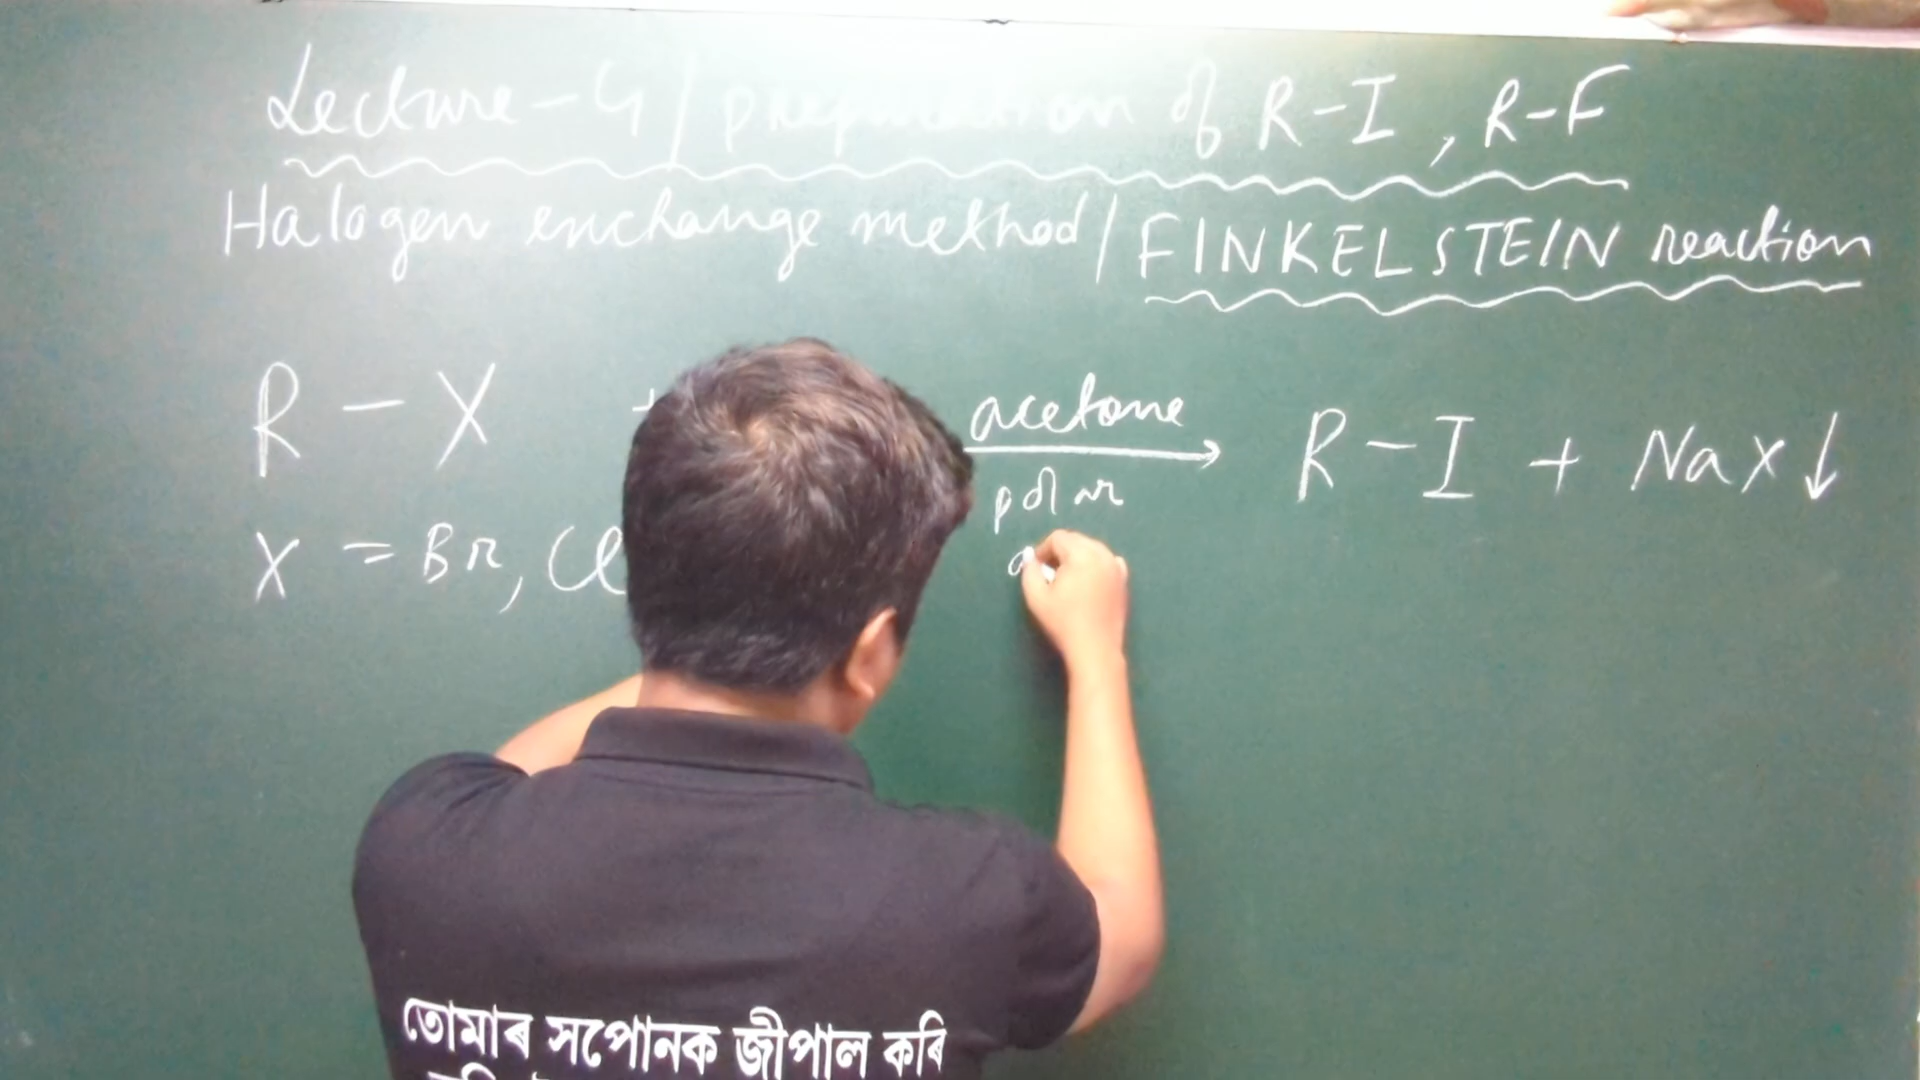 Lecture-4 / preparation of R-I, R-F
Halogen exchange method / FINKELSTEIN reaction
R - X + acetone → R-I + NaX↓
polar
X = Br, Cl
a
তোমাৰ সপোনক জীপাল কৰি